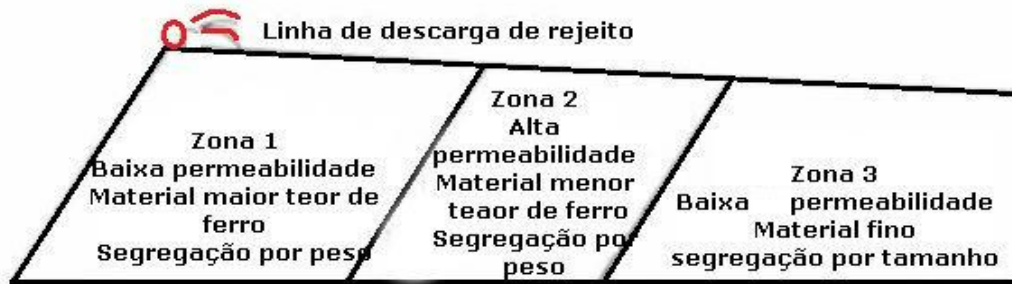 Linha de descarga de rejeito
Zona 1
Baixa permeabilidade
Material maior teor de
ferro
Segregação por peso
Zona 2
Alta
permeabilidade
Material menor
teaor de ferro
Segregação por
peso
Zona 3
Baixa permeabilidade
Material fino
segregação por tamanho